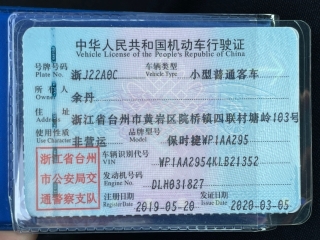 中华人民共和国机动车行驶证
Vehicle License of the People's Republic of China
号牌号码 浙J22A0C 车辆类型 小型普通客车
Plate No. Vehicle Type
所有人 余丹
Owner
住址 浙江省台州市黄岩区院桥镇四联村塘岭103号
Address
使用性质 非营运 品牌型号 保时捷WP1AA295
Use Character Model
浙江省台州 车辆识别代号 WP1AA2954KLB21352
VIN
市公安局交 发动机号码 DLH031827
Engine No.
通警察支队 注册日期 2019-05-20 发证日期 2020-03-05
Register Date Issue Date